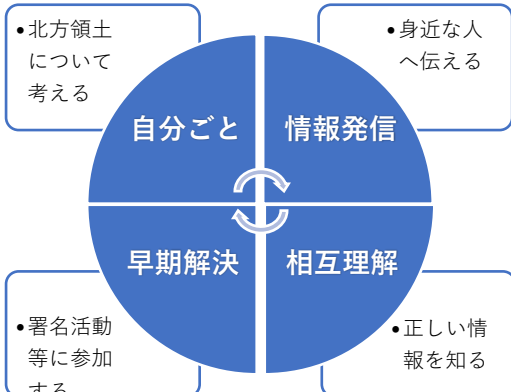 •北方領土
について
考える
•身近な人
へ伝える
自分ごと
情報発信
早期解決
相互理解
•署名活動
等に参加
する
•正しい情
報を知る